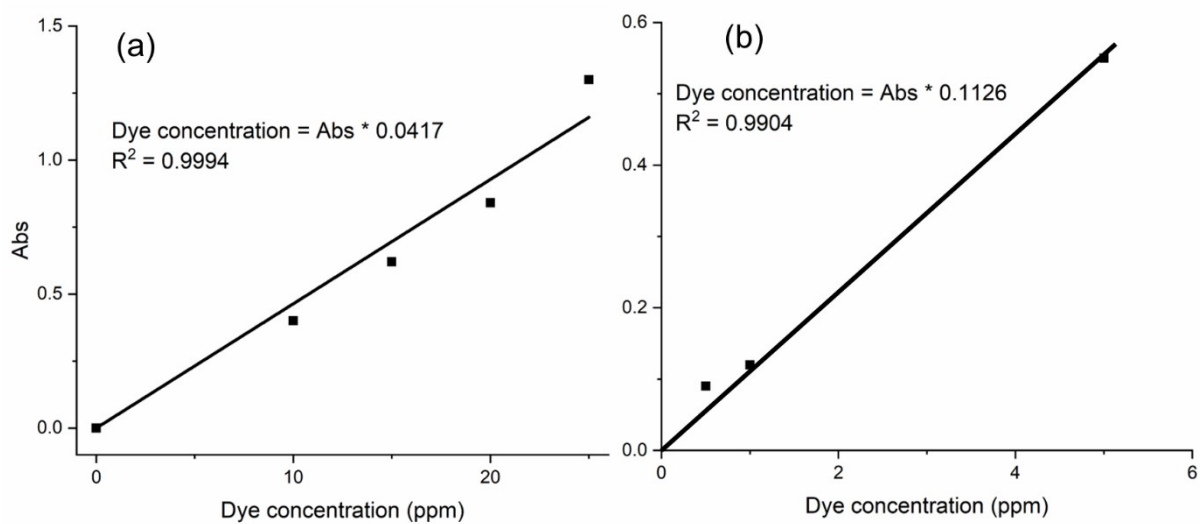 (a)
Dye concentration = Abs * 0.0417
R² = 0.9994
1.5
1.0
0.5
0.0
Abs
0
10
20
Dye concentration (ppm)
(b)
Dye concentration = Abs * 0.1126
R² = 0.9904
0.6
0.4
0.2
0.0
0
2
4
6
Dye concentration (ppm)